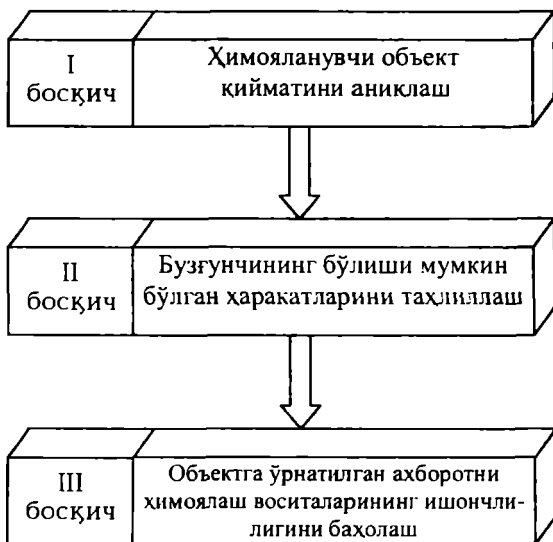 I
босқич
Ҳимояланувчи объект
қийматини аниклаш
II
босқич
Бузғунчининг бўлиши мумкин
бўлган ҳаракатларини таҳлиллаш
III
босқич
Объектга ўрнатилган ахборотни
ҳимоялаш воситаларининг ишончли-
лигини баҳолаш